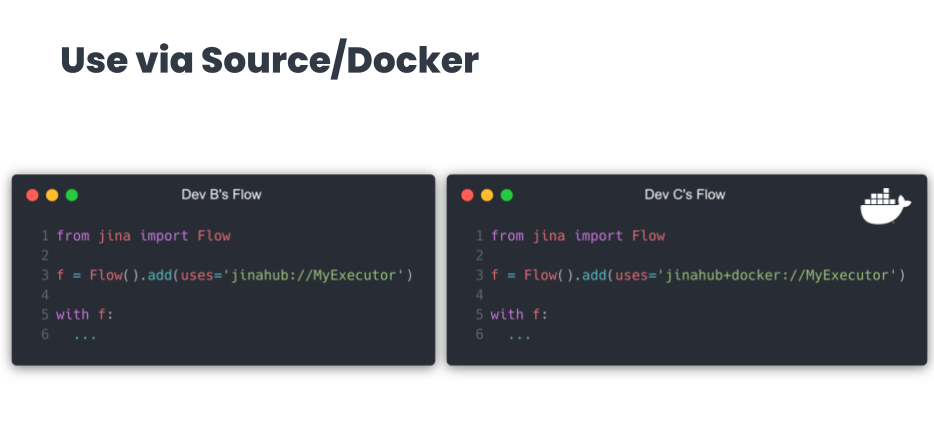 Use via Source/Docker
Dev B's Flow
1 from jina import Flow
2
3 f = Flow().add(uses='jinahub://MyExecutor')
4
5 with f:
6   ...
Dev C's Flow
1 from jina import Flow
2
3 f = Flow().add(uses='jinahub+docker://MyExecutor')
4
5 with f:
6   ...